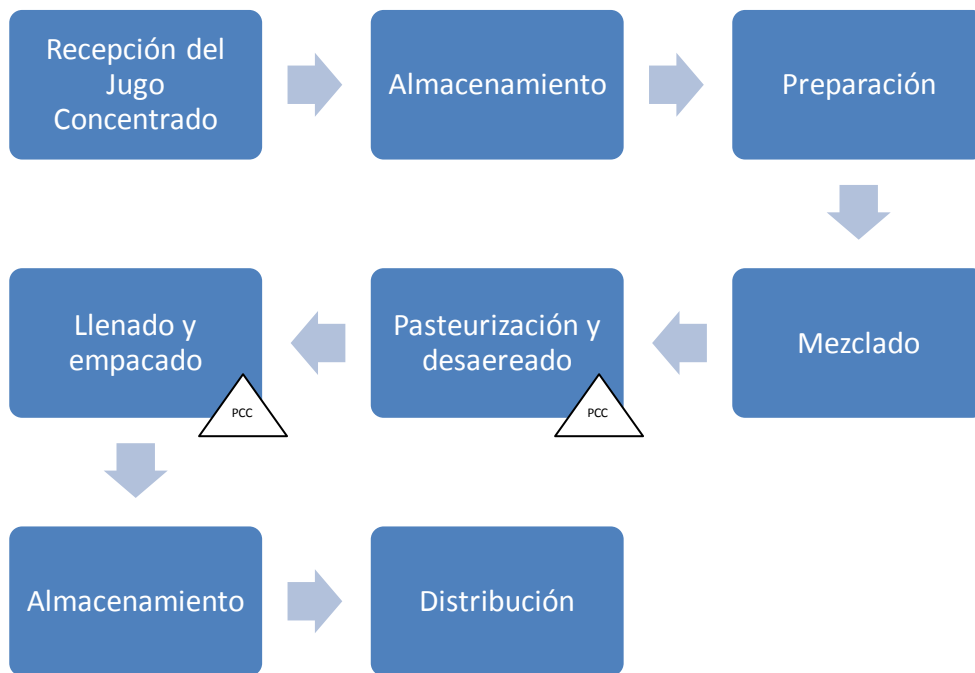 Recepción del
Jugo
Concentrado
Almacenamiento
Preparación
Mezclado
Pasteurización y
desaereado
PCC
Llenado y
empacado
PCC
Almacenamiento
Distribución